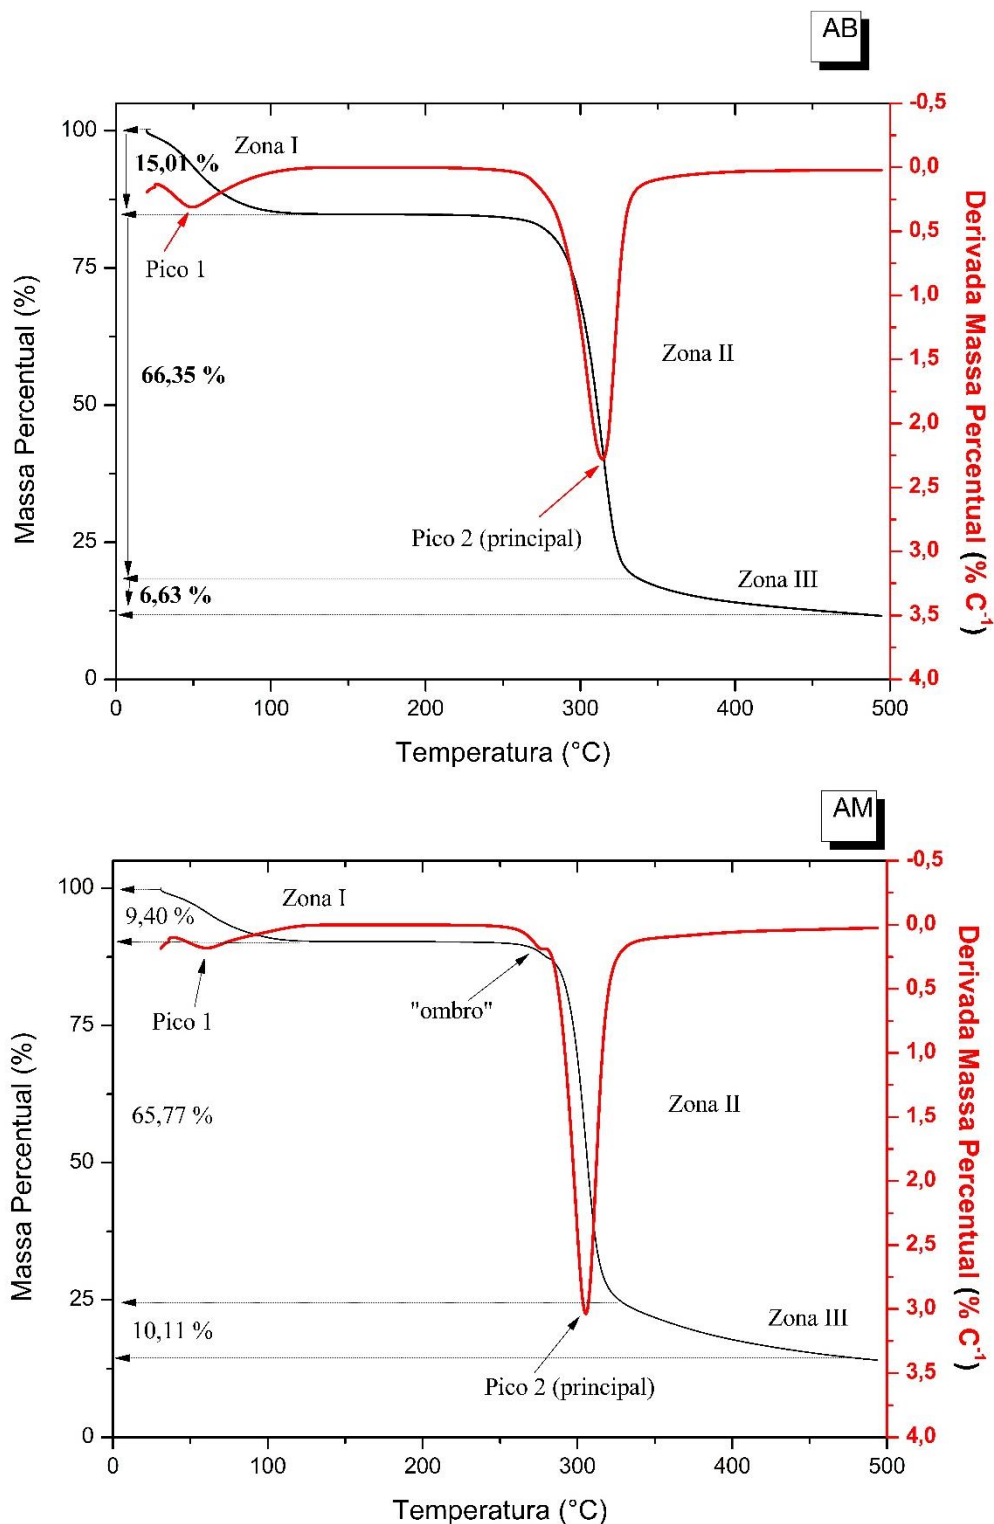 AB
-0,5
100
Zona I
15,01 %
0,0
0,5
Pico 1
75
1,0
Zona II
1,5
66,35 %
50
2,0
2,5
Pico 2 (principal)
25
3,0
Zona III
6,63 %
3,5
0
4,0
0 100 200 300 400 500
Temperatura (°C)
Massa Percentual (%)
Derivada Massa Percentual (% C-1)
AM
-0,5
100
Zona I
9,40 %
0,0
"ombro"
0,5
Pico 1
75
1,0
Zona II
65,77 %
1,5
50
2,0
2,5
25
3,0
10,11 %
Zona III
Pico 2 (principal)
3,5
0
4,0
0 100 200 300 400 500
Temperatura (°C)
Massa Percentual (%)
Derivada Massa Percentual (% C-1)